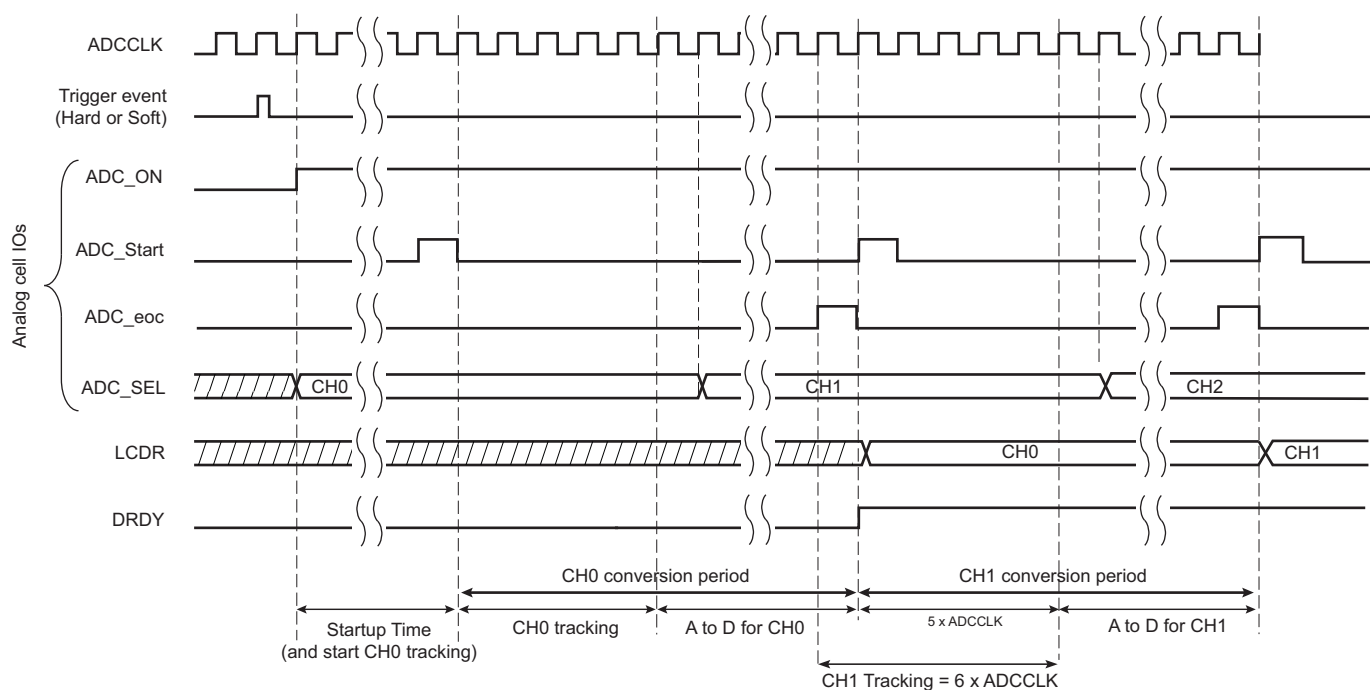 ADCCLK
Trigger event
(Hard or Soft)
Analog cell IOs
ADC_ON
ADC_Start
ADC_eoc
ADC_SEL
CH0
CH1
CH2
LCDR
CH0
CH1
DRDY
CH0 conversion period
CH1 conversion period
Startup Time
(and start CH0 tracking)
CH0 tracking
A to D for CH0
5 x ADCCLK
A to D for CH1
CH1 Tracking = 6 x ADCCLK